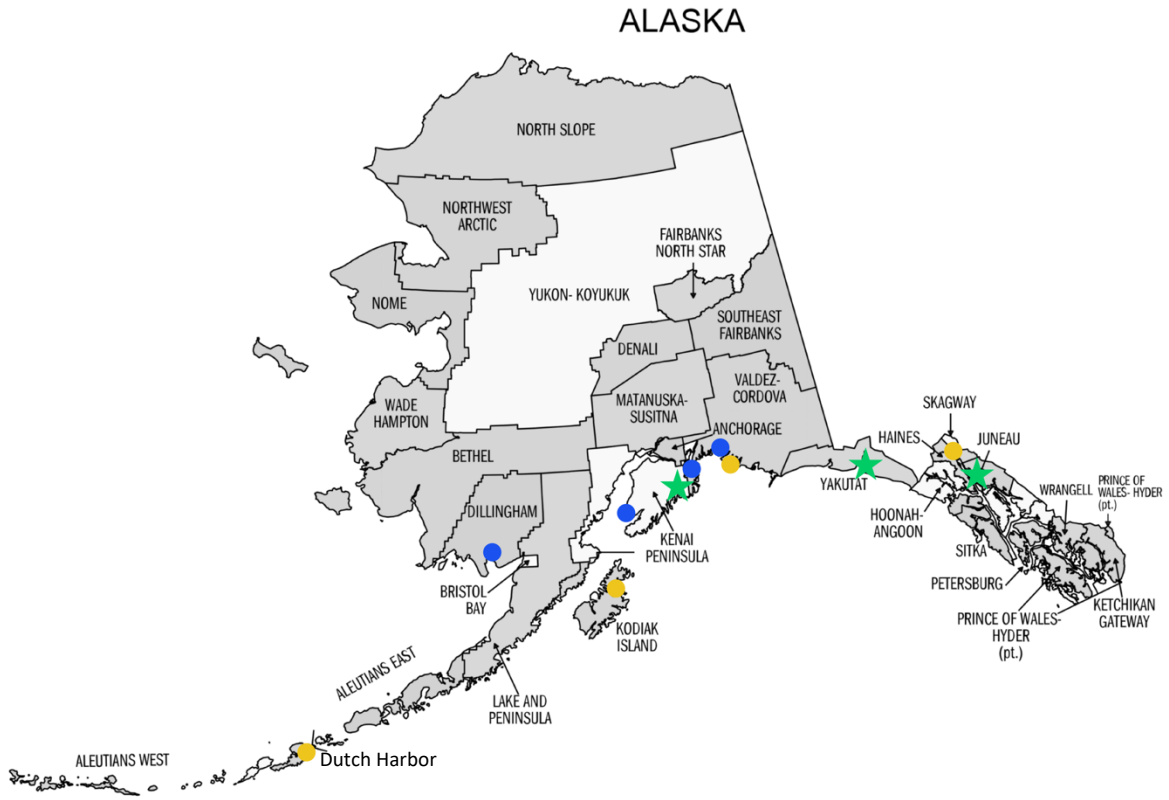 ALASKA
NORTH SLOPE
NORTHWEST
ARCTIC
FAIRBANKS
NORTH STAR
YUKON- KOYUKUK
NOME
SOUTHEAST
FAIRBANKS
DENALI
VALDEZ-
CORDOVA
MATANUSKA-
SUSITNA
WADE
HAMPTON
ANCHORAGE
SKAGWAY
HAINES
JUNEAU
BETHEL
YAKUTAT
WRANGELL
PRINCE OF
WALES- HYDER
(pt.)
DILLINGHAM
HOONAH-
ANGOON
KENAI
PENINSULA
SITKA
BRISTOL
BAY
PETERSBURG
KODIAK
ISLAND
PRINCE OF WALES-
HYDER
(pt.)
KETCHIKAN
GATEWAY
ALEUTIANS EAST
LAKE AND
PENINSULA
Dutch Harbor
ALEUTIANS WEST